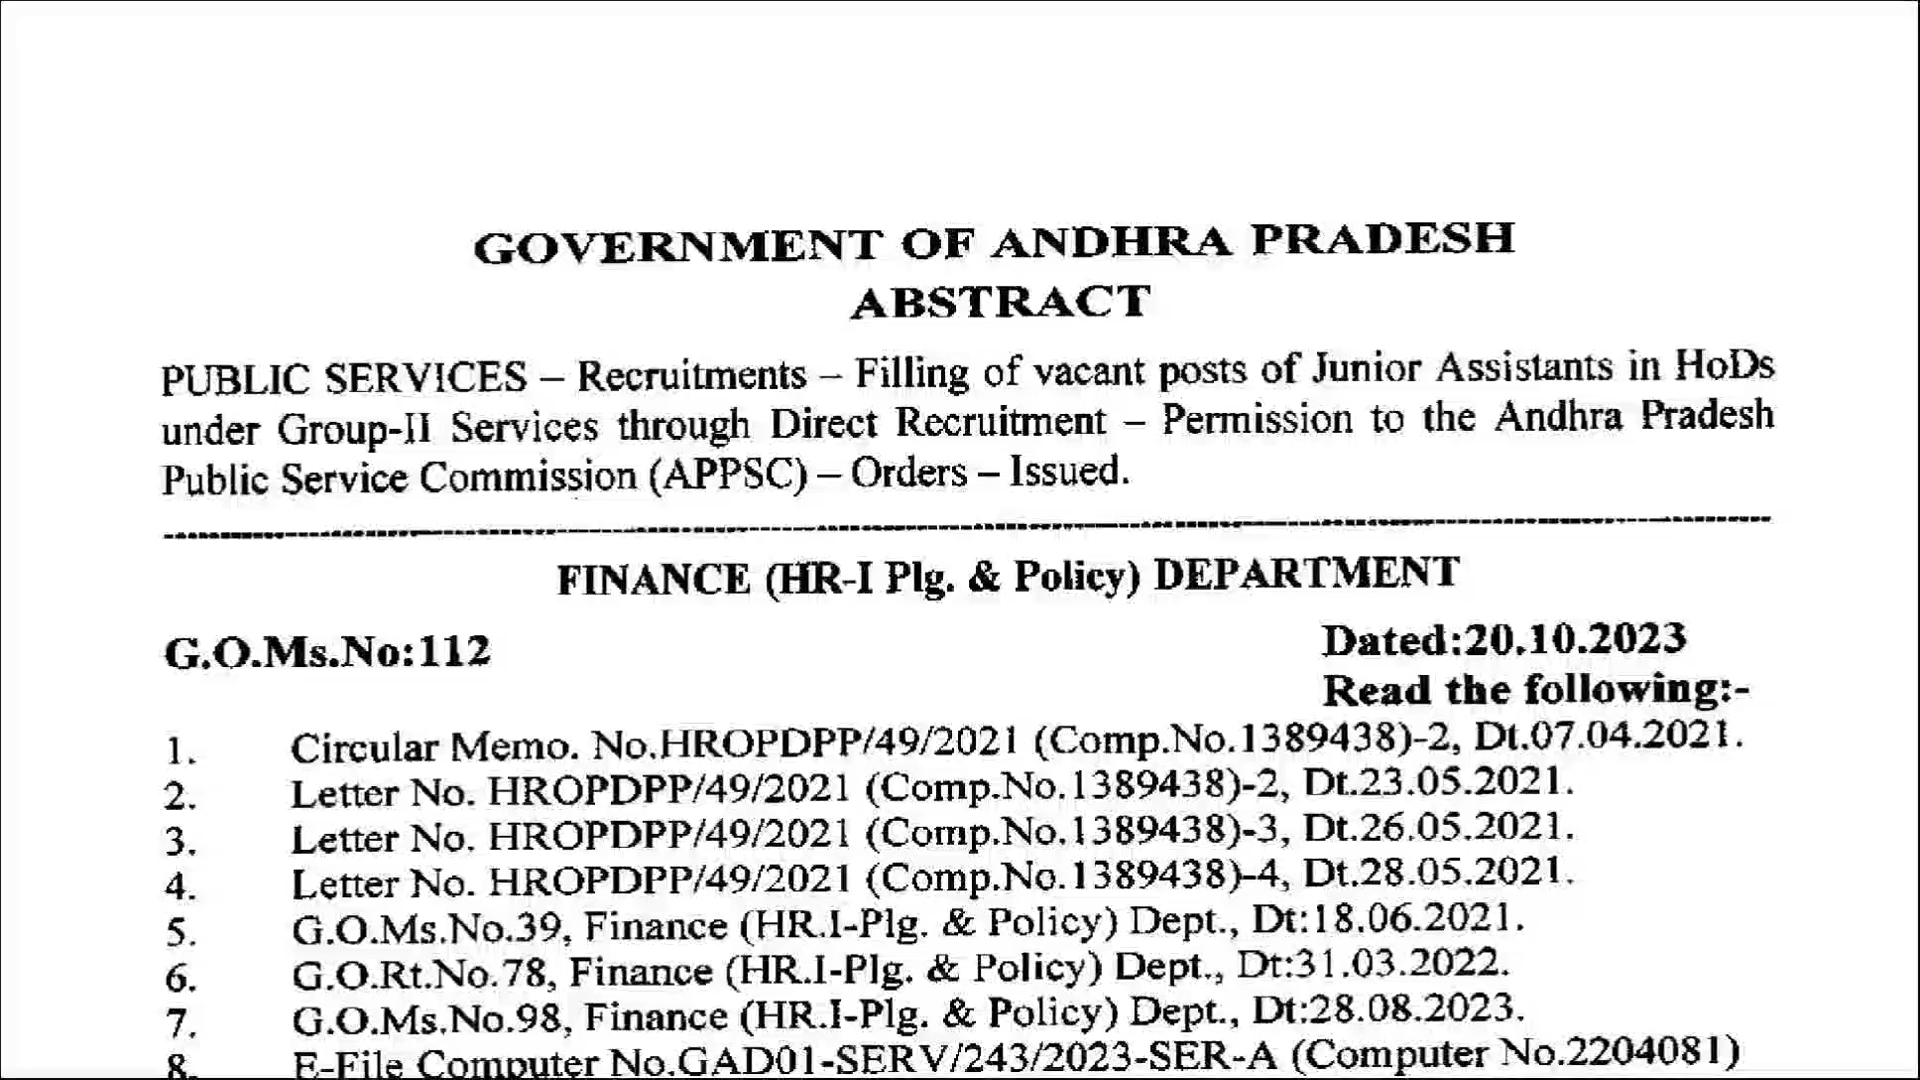 GOVERNMENT OF ANDHRA PRADESH
ABSTRACT
PUBLIC SERVICES – Recruitments – Filling of vacant posts of Junior Assistants in HoDs
under Group-II Services through Direct Recruitment – Permission to the Andhra Pradesh
Public Service Commission (APPSC) – Orders – Issued.
FINANCE (HR-I Plg. & Policy) DEPARTMENT
G.O.Ms.No:112 Dated:20.10.2023
Read the following:-
1. Circular Memo. No.HROPDPP/49/2021 (Comp.No.1389438)-2, Dt.07.04.2021.
2. Letter No. HROPDPP/49/2021 (Comp.No.1389438)-2, Dt.23.05.2021.
3. Letter No. HROPDPP/49/2021 (Comp.No.1389438)-3, Dt.26.05.2021.
4. Letter No. HROPDPP/49/2021 (Comp.No.1389438)-4, Dt.28.05.2021.
5. G.O.Ms.No.39, Finance (HR.I-Plg. & Policy) Dept., Dt:18.06.2021.
6. G.O.Rt.No.78, Finance (HR.I-Plg. & Policy) Dept., Dt:31.03.2022.
7. G.O.Ms.No.98, Finance (HR.I-Plg. & Policy) Dept., Dt:28.08.2023.
8. E-File Computer No.GAD01-SERV/243/2023-SER-A (Computer No.2204081)